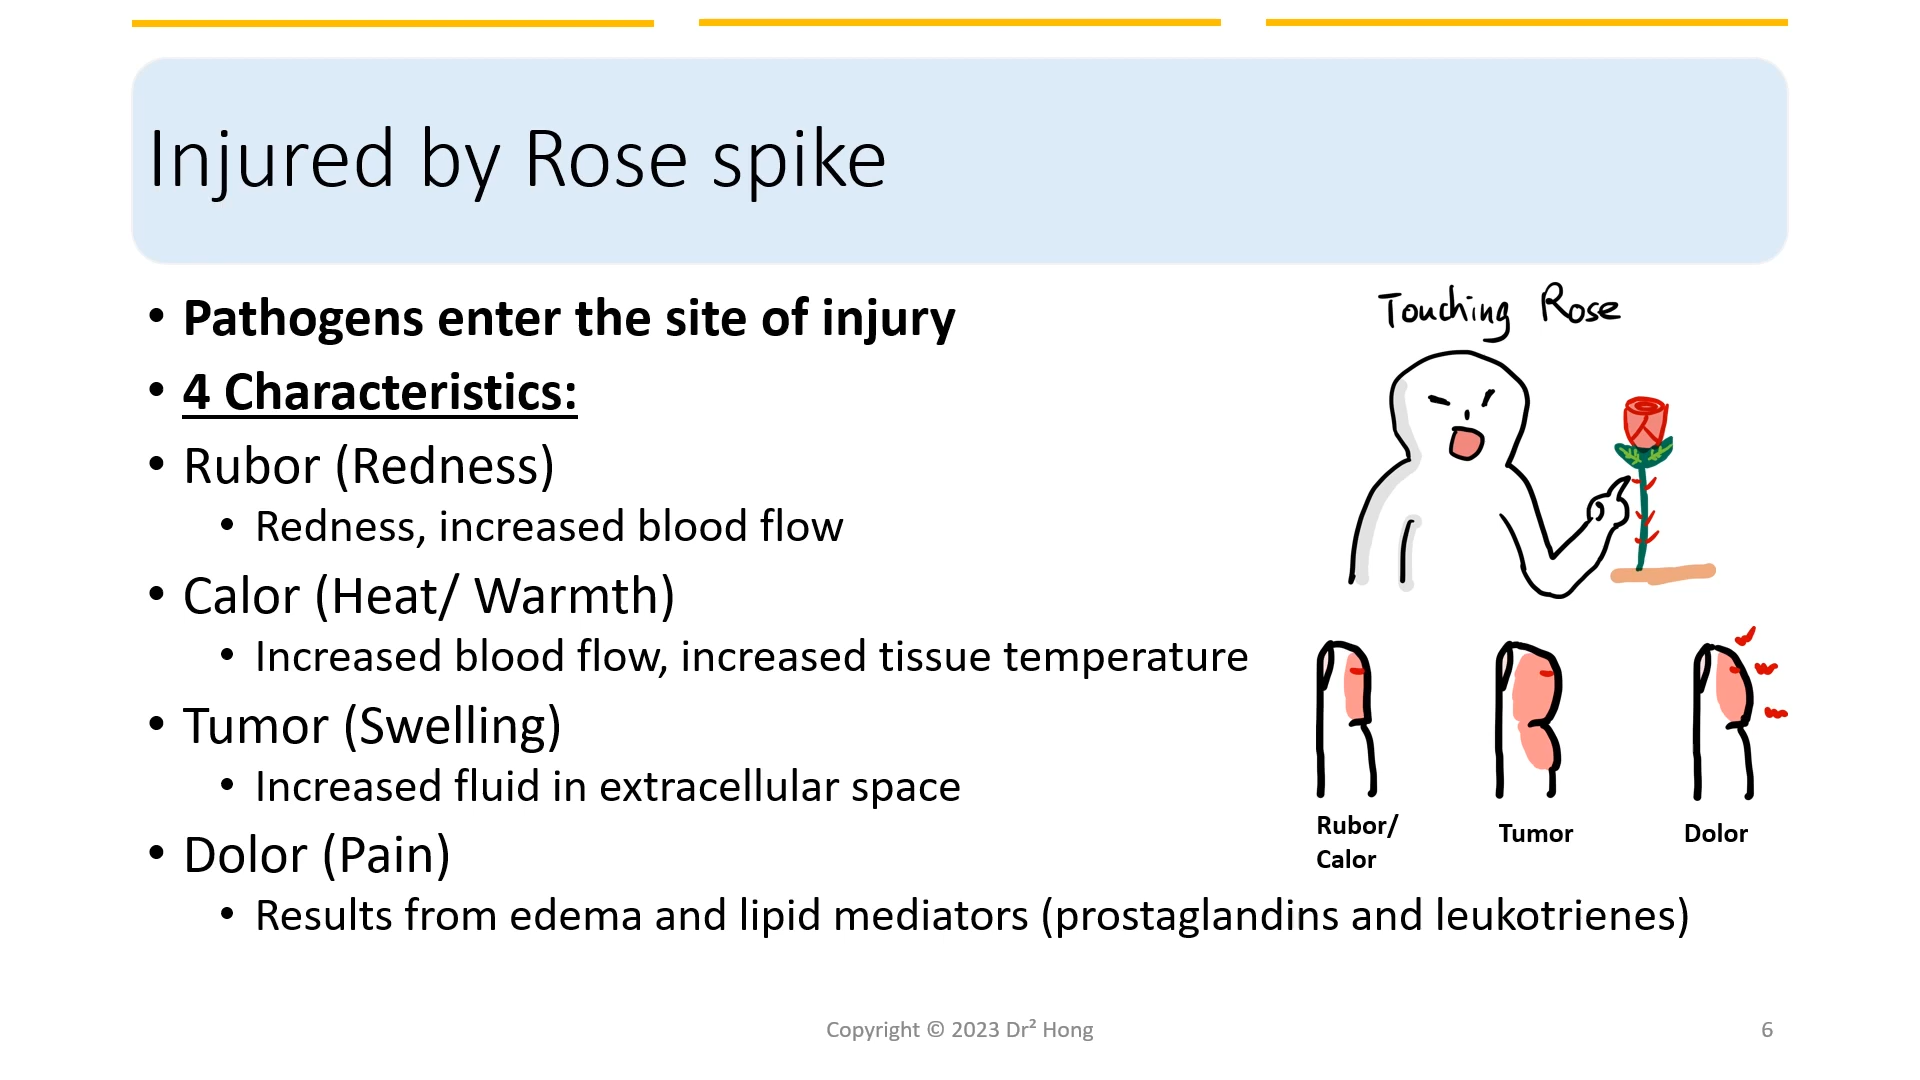 Injured by Rose spike
• Pathogens enter the site of injury
• 4 Characteristics:
• Rubor (Redness)
• Redness, increased blood flow
• Calor (Heat/ Warmth)
• Increased blood flow, increased tissue temperature
• Tumor (Swelling)
• Increased fluid in extracellular space
• Dolor (Pain)
• Results from edema and lipid mediators (prostaglandins and leukotrienes)
Touching Rose
Rubor/
Calor
Tumor
Dolor
Copyright © 2023 Dr² Hong
6